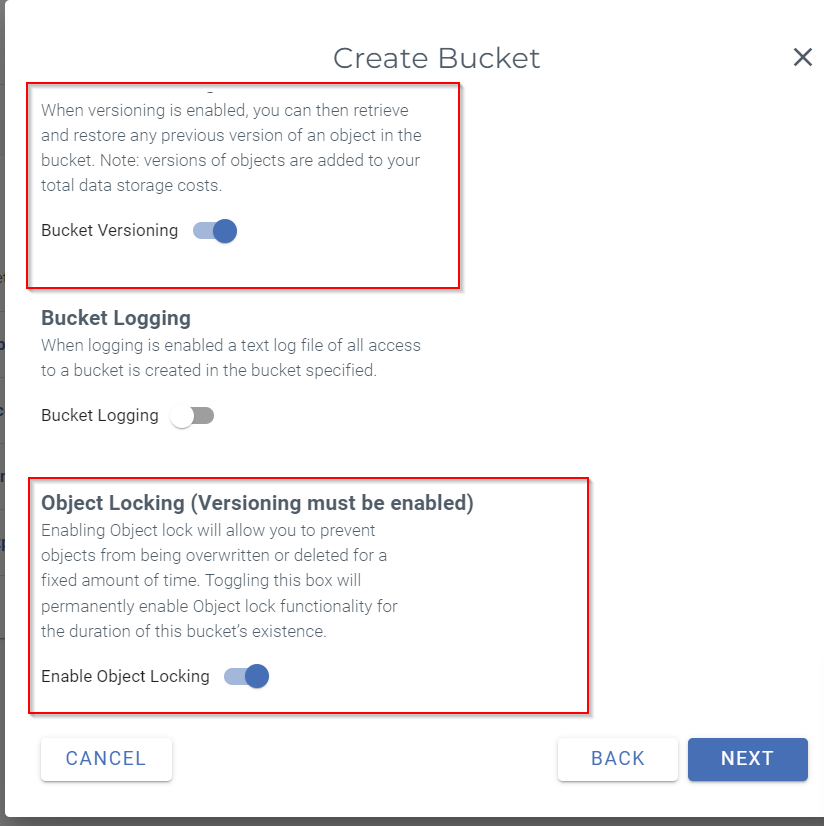 Create Bucket
When versioning is enabled, you can then retrieve
and restore any previous version of an object in the
bucket. Note: versions of objects are added to your
total data storage costs.
Bucket Versioning
Bucket Logging
When logging is enabled a text log file of all access
to a bucket is created in the bucket specified.
Bucket Logging
Object Locking (Versioning must be enabled)
Enabling Object lock will allow you to prevent
objects from being overwritten or deleted for a
fixed amount of time. Toggling this box will
permanently enable Object lock functionality for
the duration of this bucket’s existence.
Enable Object Locking
CANCEL
BACK
NEXT